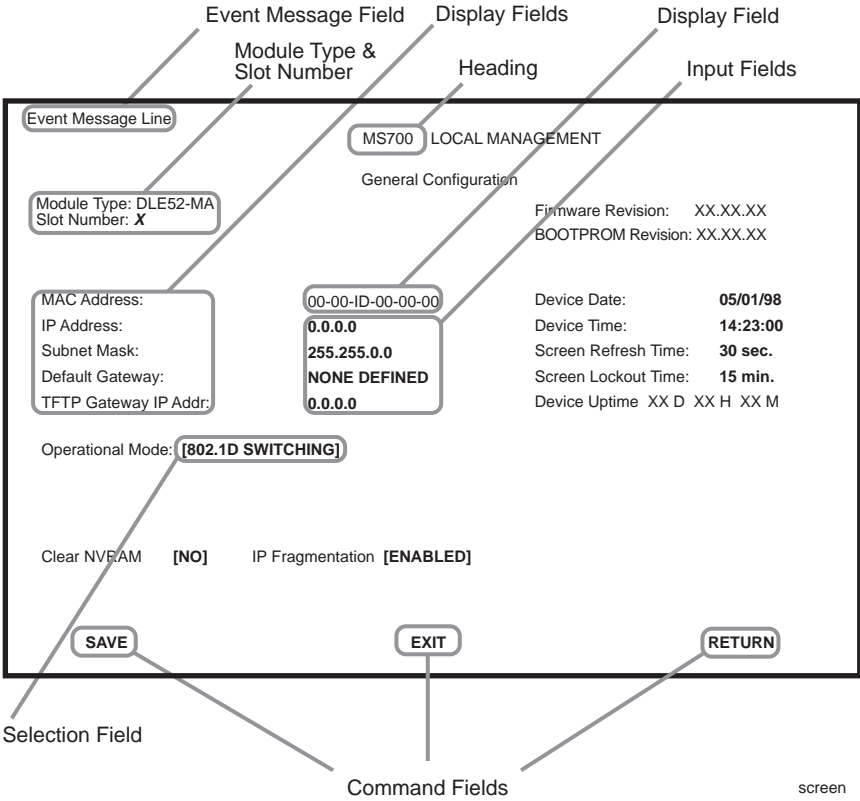 Event Message Field
Display Fields
Display Field
Module Type &
Slot Number
Heading
Input Fields
Event Message Line
MS700 LOCAL MANAGEMENT
General Configuration
Module Type: DLE52-MA
Slot Number: X
Firmware Revision: XX.XX.XX
BOOTPROM Revision: XX.XX.XX
MAC Address: 00-00-ID-00-00-00 Device Date: 05/01/98
IP Address: 0.0.0.0 Device Time: 14:23:00
Subnet Mask: 255.255.0.0 Screen Refresh Time: 30 sec.
Default Gateway: NONE DEFINED Screen Lockout Time: 15 min.
TFTP Gateway IP Addr: 0.0.0.0 Device Uptime XX D XX H XX M
Operational Mode: [802.1D SWITCHING]
Clear NVRAM [NO] IP Fragmentation [ENABLED]
SAVE EXIT RETURN
Selection Field
Command Fields
screen